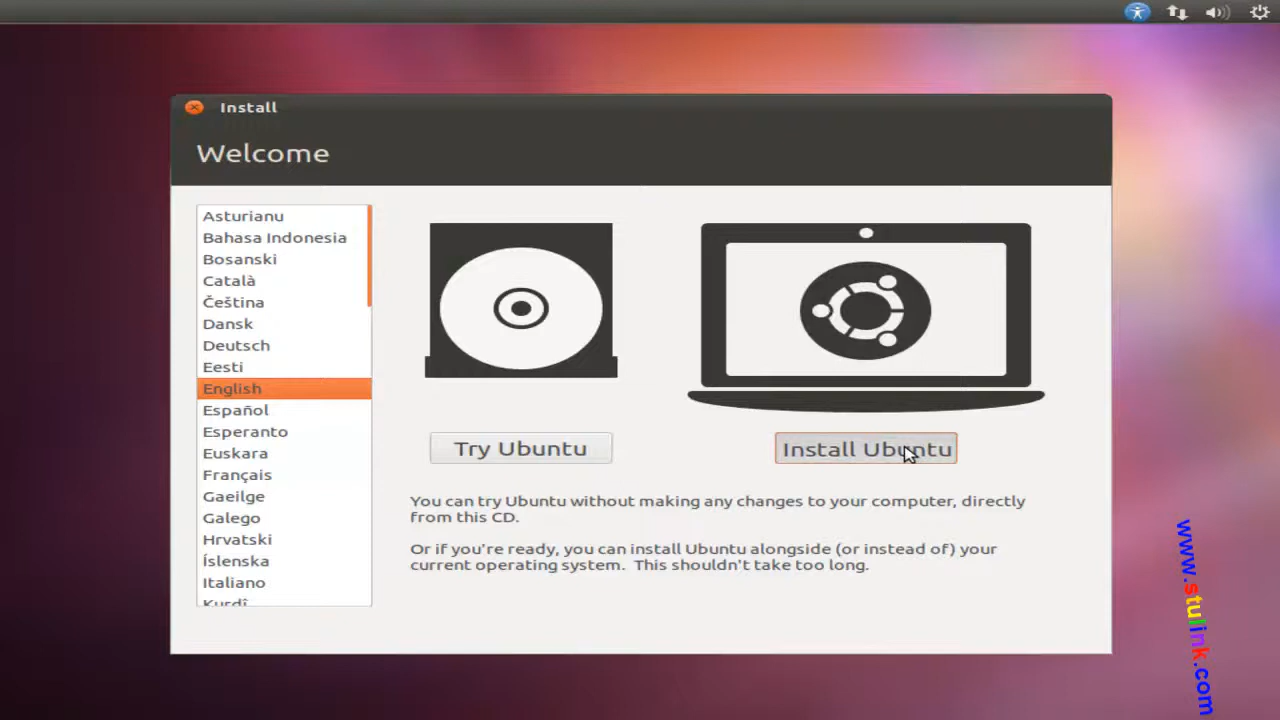 Install
Welcome
Asturianu
Bahasa Indonesia
Bosanski
Català
Čeština
Dansk
Deutsch
Eesti
English
Español
Esperanto
Euskara
Français
Gaeilge
Galego
Hrvatski
Íslenska
Italiano
Kurdî
Try Ubuntu
Install Ubuntu
You can try Ubuntu without making any changes to your computer, directly
from this CD.
Or if you're ready, you can install Ubuntu alongside (or instead of) your
current operating system. This shouldn't take too long.
www.stulink.com